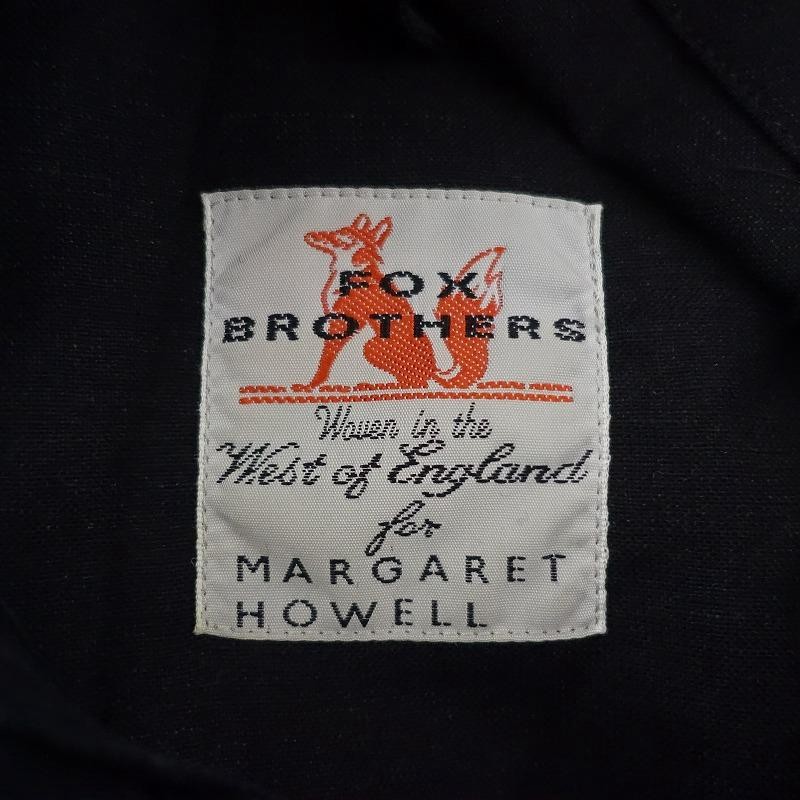 FOX
BROTHERS
Woven in the
West of England
for
MARGARET
HOWELL